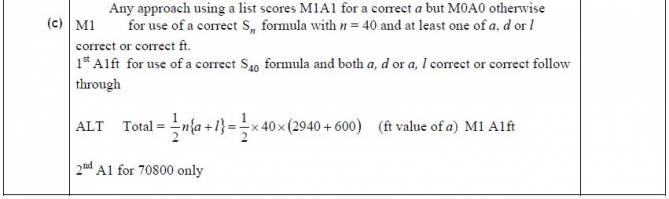 Any approach using a list scores M1A1 for a correct a but M0A0 otherwise
(c) M1 for use of a correct Sₙ formula with n = 40 and at least one of a, d or l
correct or correct ft.
1st A1ft for use of a correct S₄₀ formula and both a, d or a, l correct or correct follow
through
ALT Total = 1/2 n{a + l} = 1/2 × 40 × (2940 + 600) (ft value of a) M1 A1ft
2nd A1 for 70800 only